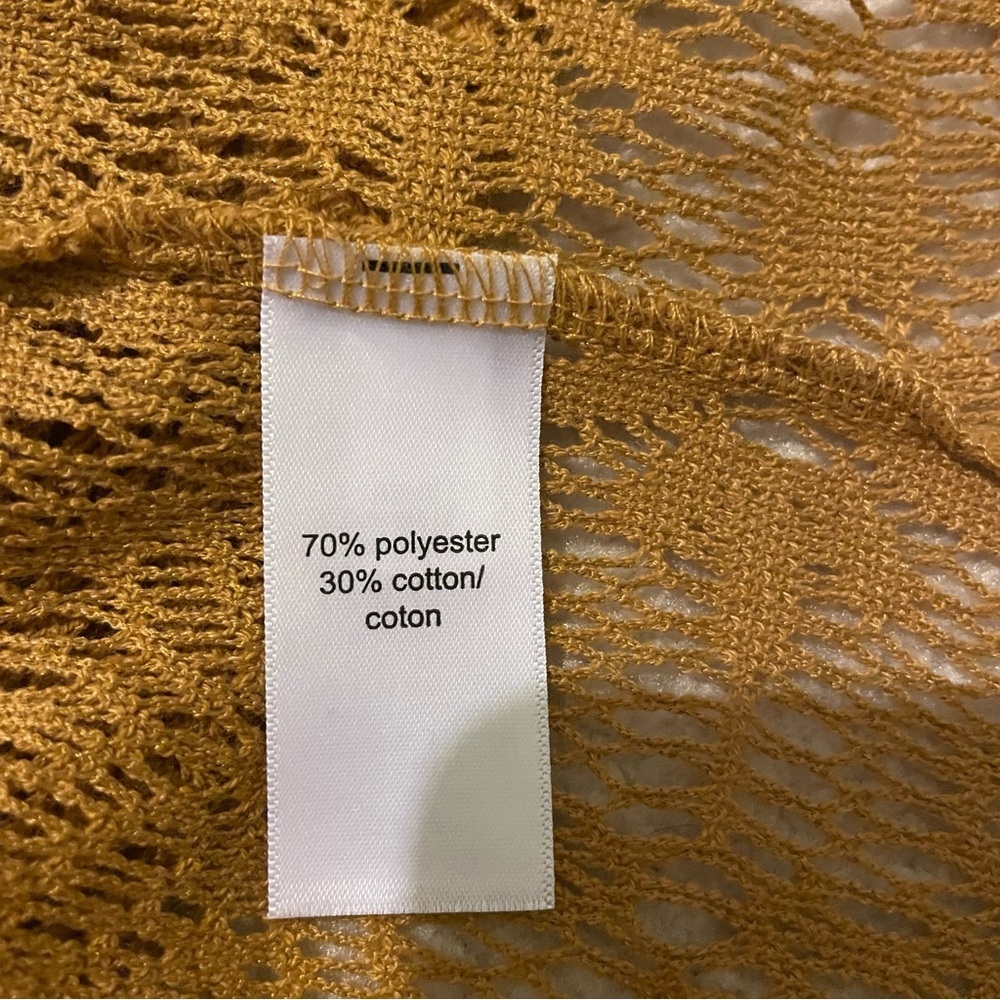 70% polyester
30% cotton/
coton